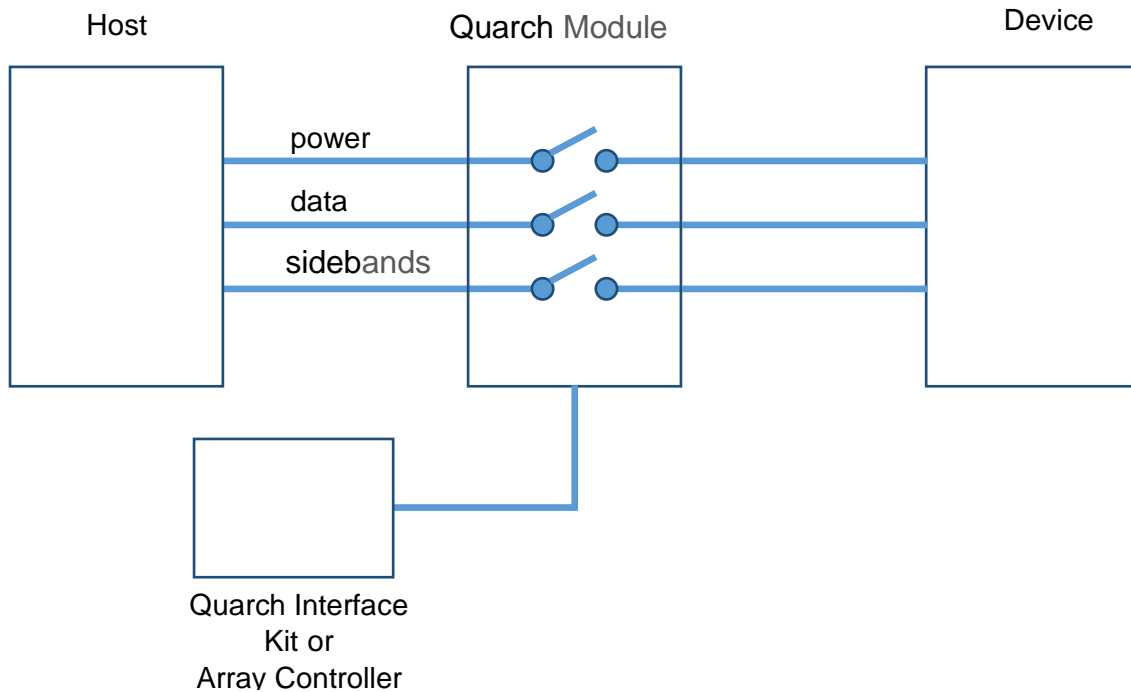 Host
Quarch Module
Device
power
data
sidebands
Quarch Interface
Kit or
Array Controller